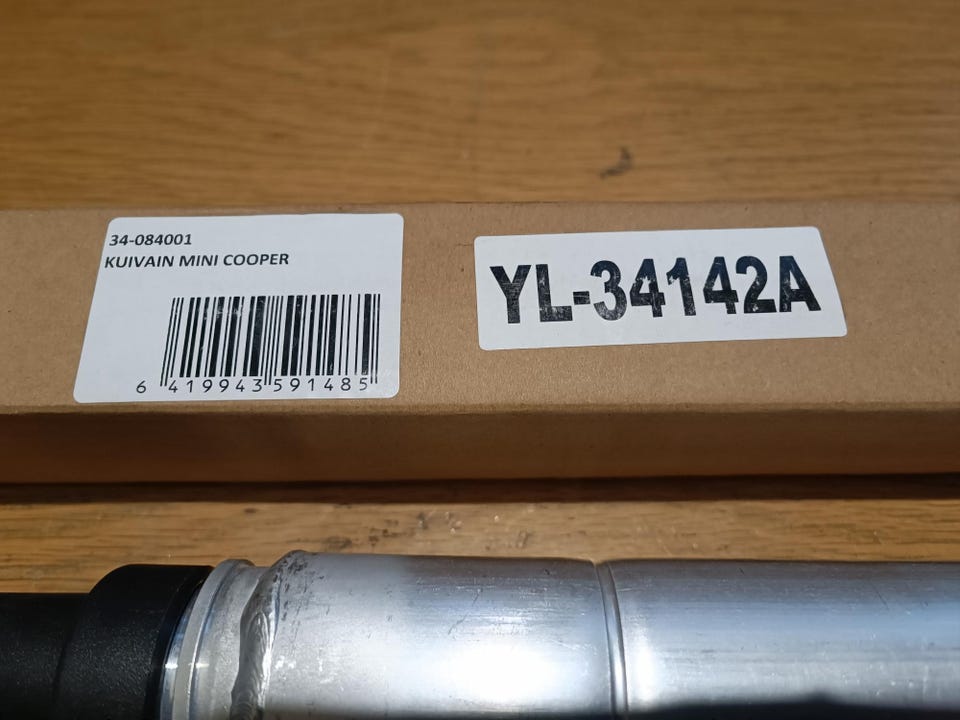 34-084001
KUIVAIN MINI COOPER
6 419943 591485
YL-34142A